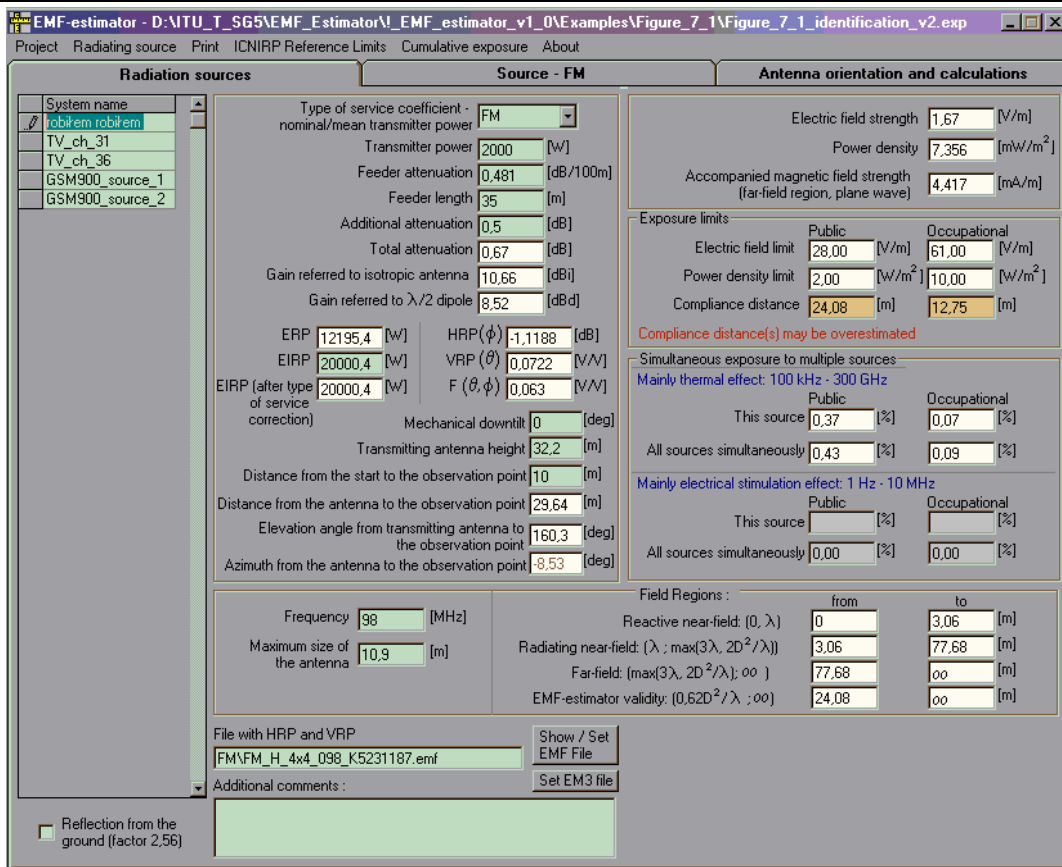 EMF-estimator - D:\ITU_T_SG5\EMF_Estimator\!_EMF_estimator_v1_0\Examples\Figure_7_1\Figure_7_1_identification_v2.exp
Project Radiating source Print ICNIRP Reference Limits Cumulative exposure About
Radiation sources
Source - FM
Antenna orientation and calculations
System name
robiłem robiłem
TV_ch_31
TV_ch_36
GSM900_source_1
GSM900_source_2
Reflection from the
ground (factor 2,56)
Type of service coefficient -
nominal/mean transmitter power FM
Transmitter power 2000 [W]
Feeder attenuation 0,481 [dB/100m]
Feeder length 35 [m]
Additional attenuation 0,5 [dB]
Total attenuation 0,67 [dB]
Gain referred to isotropic antenna 10,66 [dBi]
Gain referred to λ/2 dipole 8,52 [dBd]
ERP 12195,4 [W] HRP(ϕ) -1,1188 [dB]
EIRP 20000,4 [W] VRP (θ) 0,0722 [V/V]
EIRP (after type 20000,4 [W] F (θ,ϕ) 0,063 [V/V]
of service
correction)
Mechanical downtilt 0 [deg]
Transmitting antenna height 32,2 [m]
Distance from the start to the observation point 10 [m]
Distance from the antenna to the observation point 29,64 [m]
Elevation angle from transmitting antenna to
the observation point 160,3 [deg]
Azimuth from the antenna to the observation point -8,53 [deg]
Electric field strength 1,67 [V/m]
Power density 7,356 [mW/m²]
Accompanied magnetic field strength
(far-field region, plane wave) 4,417 [mA/m]
Exposure limits
Public Occupational
Electric field limit 28,00 [V/m] 61,00 [V/m]
Power density limit 2,00 [W/m²] 10,00 [W/m²]
Compliance distance 24,08 [m] 12,75 [m]
Compliance distance(s) may be overestimated
Simultaneous exposure to multiple sources
Mainly thermal effect: 100 kHz - 300 GHz
Public Occupational
This source 0,37 [%] 0,07 [%]
All sources simultaneously 0,43 [%] 0,09 [%]
Mainly electrical stimulation effect: 1 Hz - 10 MHz
Public Occupational
This source [%] [%]
All sources simultaneously 0,00 [%] 0,00 [%]
Frequency 98 [MHz]
Maximum size of
the antenna 10,9 [m]
Field Regions :
from to
Reactive near-field: (0, λ) 0 3,06 [m]
Radiating near-field: (λ ; max(3λ, 2D²/λ)) 3,06 77,68 [m]
Far-field: (max(3λ, 2D²/λ); oo ) 77,68 oo [m]
EMF-estimator validity: (0,62D²/λ ;oo) 24,08 oo [m]
File with HRP and VRP
FM\FM_H_4x4_098_K5231187.emf
Show / Set
EMF File
Set EM3 file
Additional comments :